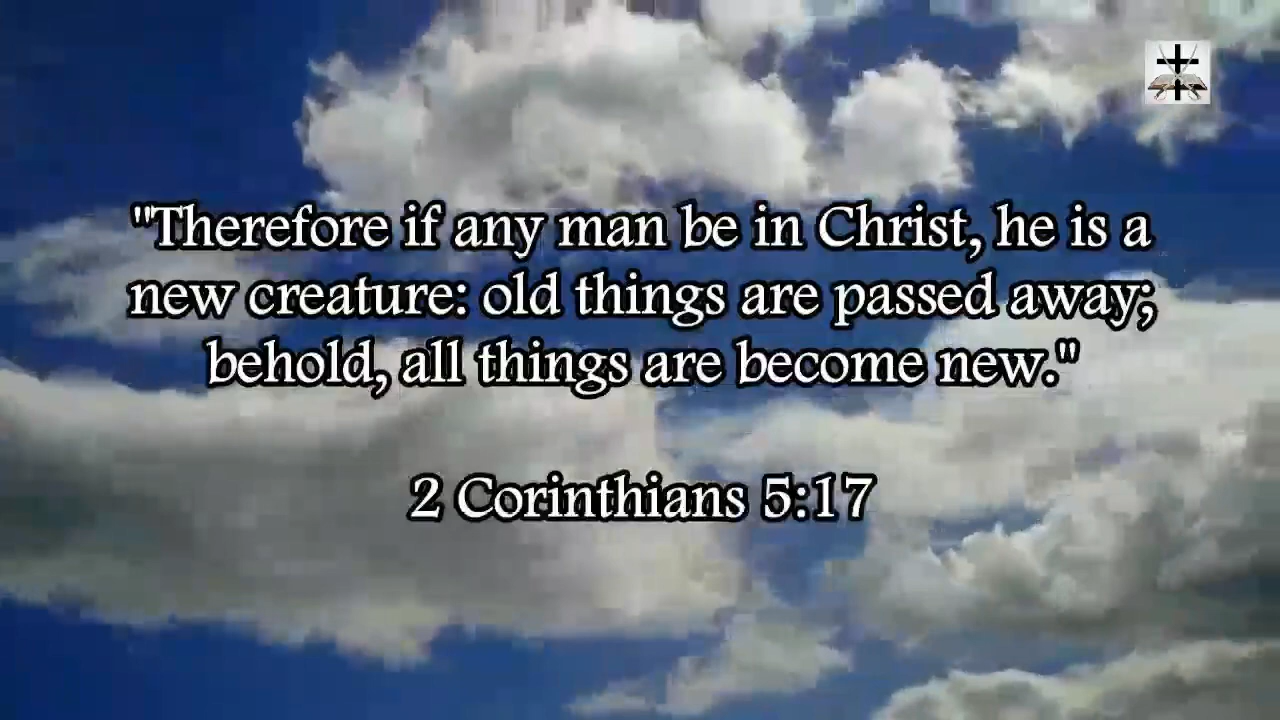 "Therefore if any man be in Christ, he is a
new creature: old things are passed away;
behold, all things are become new."
2 Corinthians 5:17